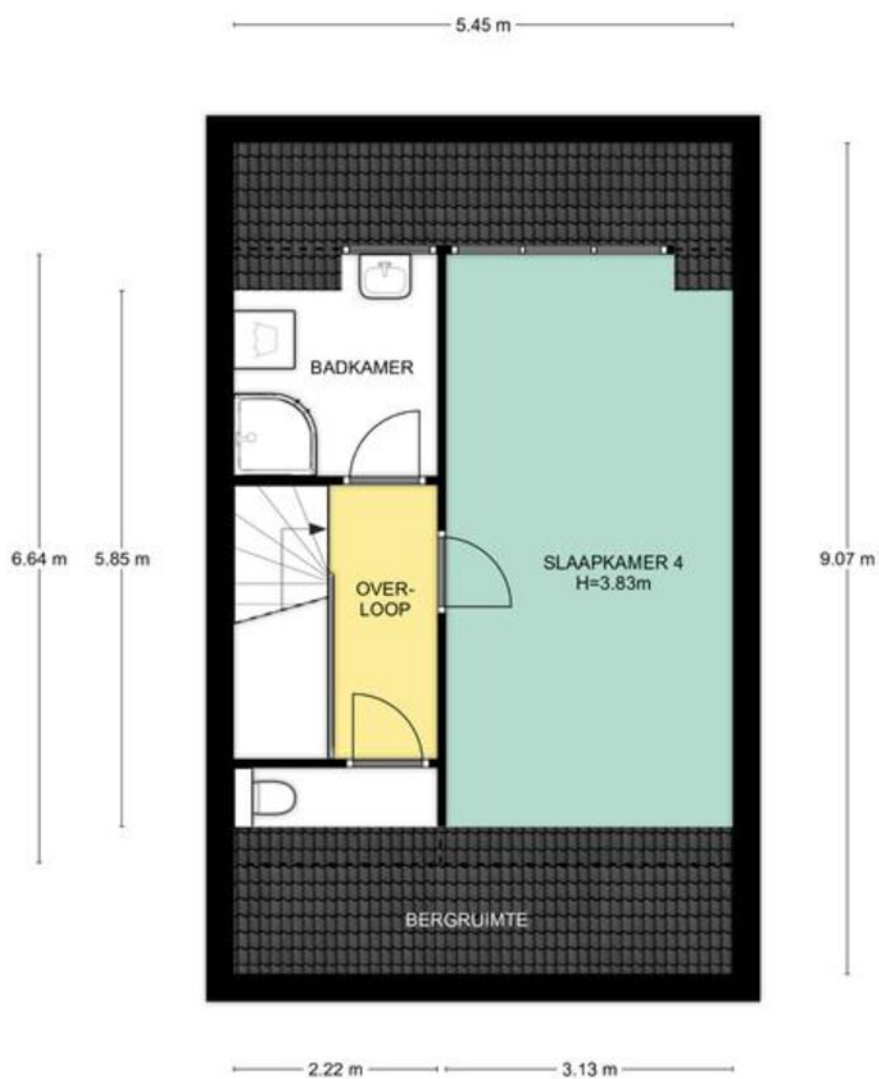 5.45 m
BADKAMER
6.64 m
5.85 m
OVER-
LOOP
SLAAPKAMER 4
H=3.83m
9.07 m
BERGRUIMTE
2.22 m
3.13 m